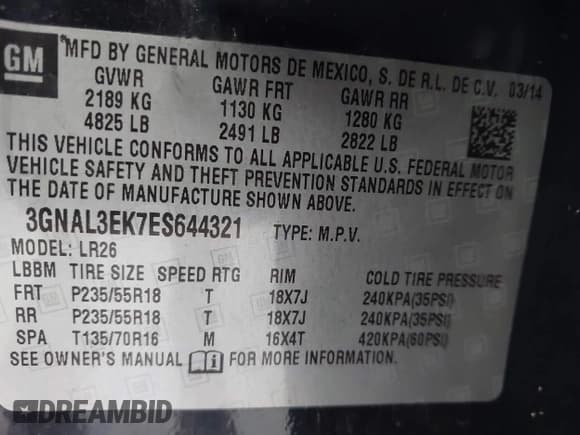 GM
*MFD BY GENERAL MOTORS DE MEXICO, S. DE R.L. DE C.V. 03/14
GVWR GAWR FRT GAWR RR
2189 KG 1130 KG 1280 KG
4825 LB 2491 LB 2822 LB
THIS VEHICLE CONFORMS TO ALL APPLICABLE U.S. FEDERAL MOTOR
VEHICLE SAFETY AND THEFT PREVENTION STANDARDS IN EFFECT ON
THE DATE OF MANUFACTURE SHOWN ABOVE.
3GNAL3EK7ES644321 TYPE: M.P.V.
MODEL: LR26
LBBM TIRE SIZE SPEED RTG RIM COLD TIRE PRESSURE
FRT P235/55R18 T 18X7J 240KPA(35PSI)
RR P235/55R18 T 18X7J 240KPA(35PSI)
SPA T135/70R16 M 16X4T 420KPA(60PSI)
SEE OWNER'S MANUAL FOR MORE INFORMATION.
DREAMBID